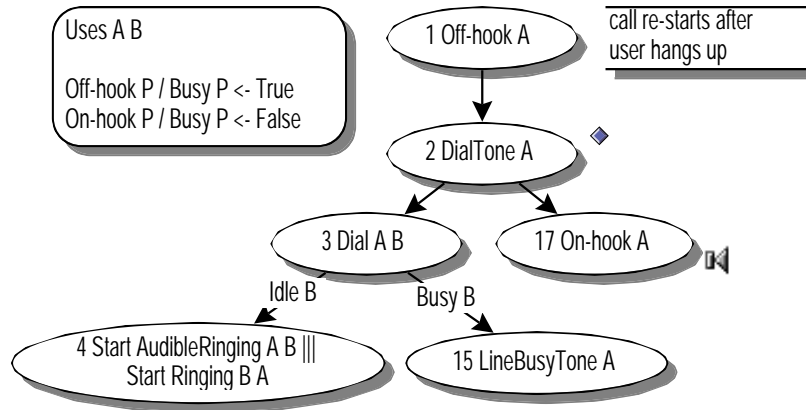 Uses A B
Off-hook P / Busy P <- True
On-hook P / Busy P <- False
1 Off-hook A
call re-starts after
user hangs up
2 DialTone A
3 Dial A B
17 On-hook A
Idle B
Busy B
4 Start AudibleRinging A B |||
Start Ringing B A
15 LineBusyTone A